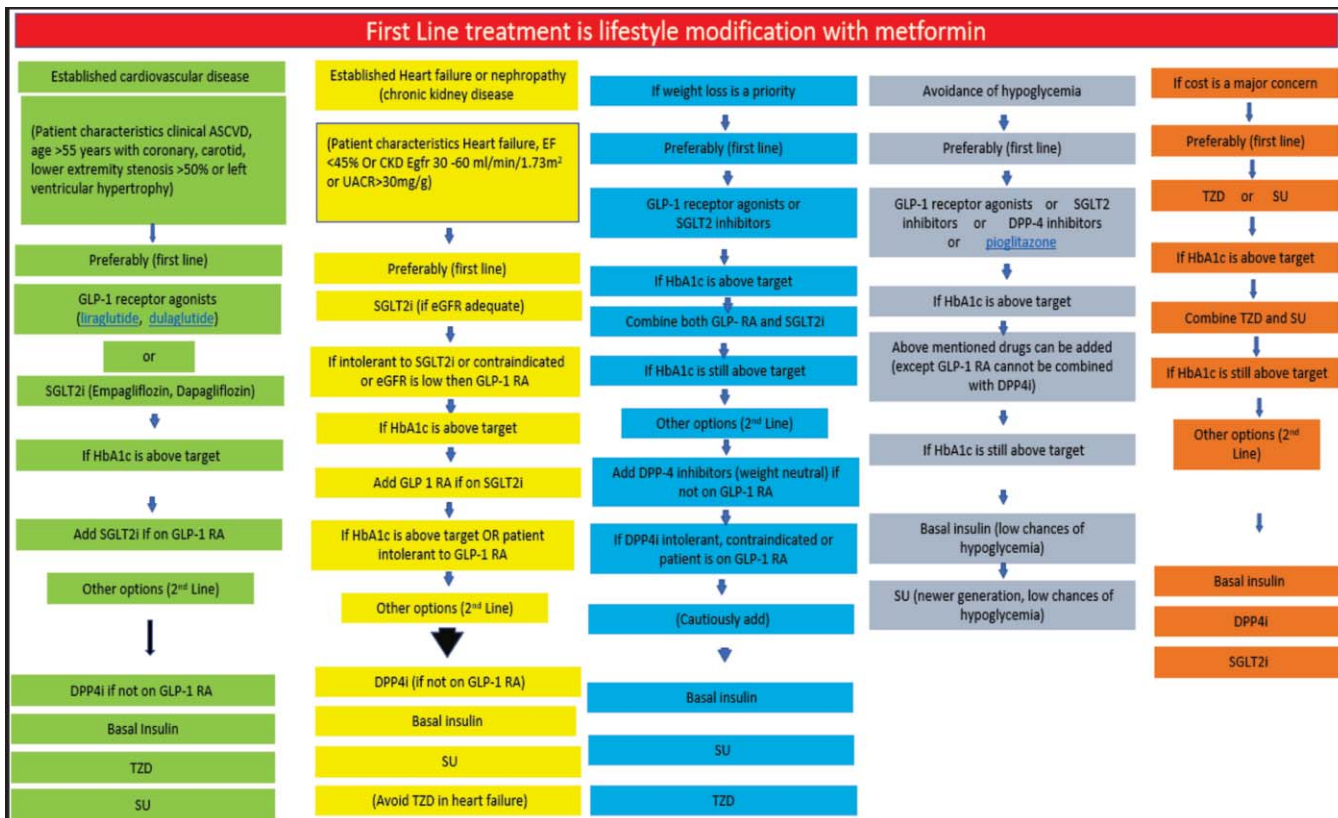 First Line treatment is lifestyle modification with metformin
Established cardiovascular disease
(Patient characteristics clinical ASCVD,
age >55 years with coronary, carotid,
lower extremity stenosis >50% or left
ventricular hypertrophy)
Preferably (first line)
GLP-1 receptor agonists
(liraglutide, dulaglutide)
or
SGLT2i (Empagliflozin, Dapagliflozin)
If HbA1c is above target
Add SGLT2i If on GLP-1 RA
Other options (2nd Line)
DPP4i if not on GLP-1 RA
Basal Insulin
TZD
SU
Established Heart failure or nephropathy
(chronic kidney disease
(Patient characteristics Heart failure, EF
<45% Or CKD Egfr 30 -60 ml/min/1.73m²
or UACR>30mg/g)
Preferably (first line)
SGLT2i (if eGFR adequate)
If intolerant to SGLT2i or contraindicated
or eGFR is low then GLP-1 RA
If HbA1c is above target
Add GLP 1 RA if on SGLT2i
If HbA1c is above target OR patient
intolerant to GLP-1 RA
Other options (2nd Line)
DPP4i (if not on GLP-1 RA)
Basal insulin
SU
(Avoid TZD in heart failure)
If weight loss is a priority
Preferably (first line)
GLP-1 receptor agonists or
SGLT2 inhibitors
If HbA1c is above target
Combine both GLP- RA and SGLT2i
If HbA1c is still above target
Other options (2nd Line)
Add DPP-4 inhibitors (weight neutral) if
not on GLP-1 RA
If DPP4i intolerant, contraindicated or
patient is on GLP-1 RA
(Cautiously add)
Basal insulin
SU
TZD
Avoidance of hypoglycemia
Preferably (first line)
GLP-1 receptor agonists or SGLT2
inhibitors or DPP-4 inhibitors
or pioglitazone
If HbA1c is above target
Above mentioned drugs can be added
(except GLP-1 RA cannot be combined
with DPP4i)
If HbA1c is still above target
Basal insulin (low chances of
hypoglycemia)
SU (newer generation, low chances of
hypoglycemia)
If cost is a major concern
Preferably (first line)
TZD or SU
If HbA1c is above target
Combine TZD and SU
If HbA1c is still above target
Other options (2nd
Line)
Basal insulin
DPP4i
SGLT2i